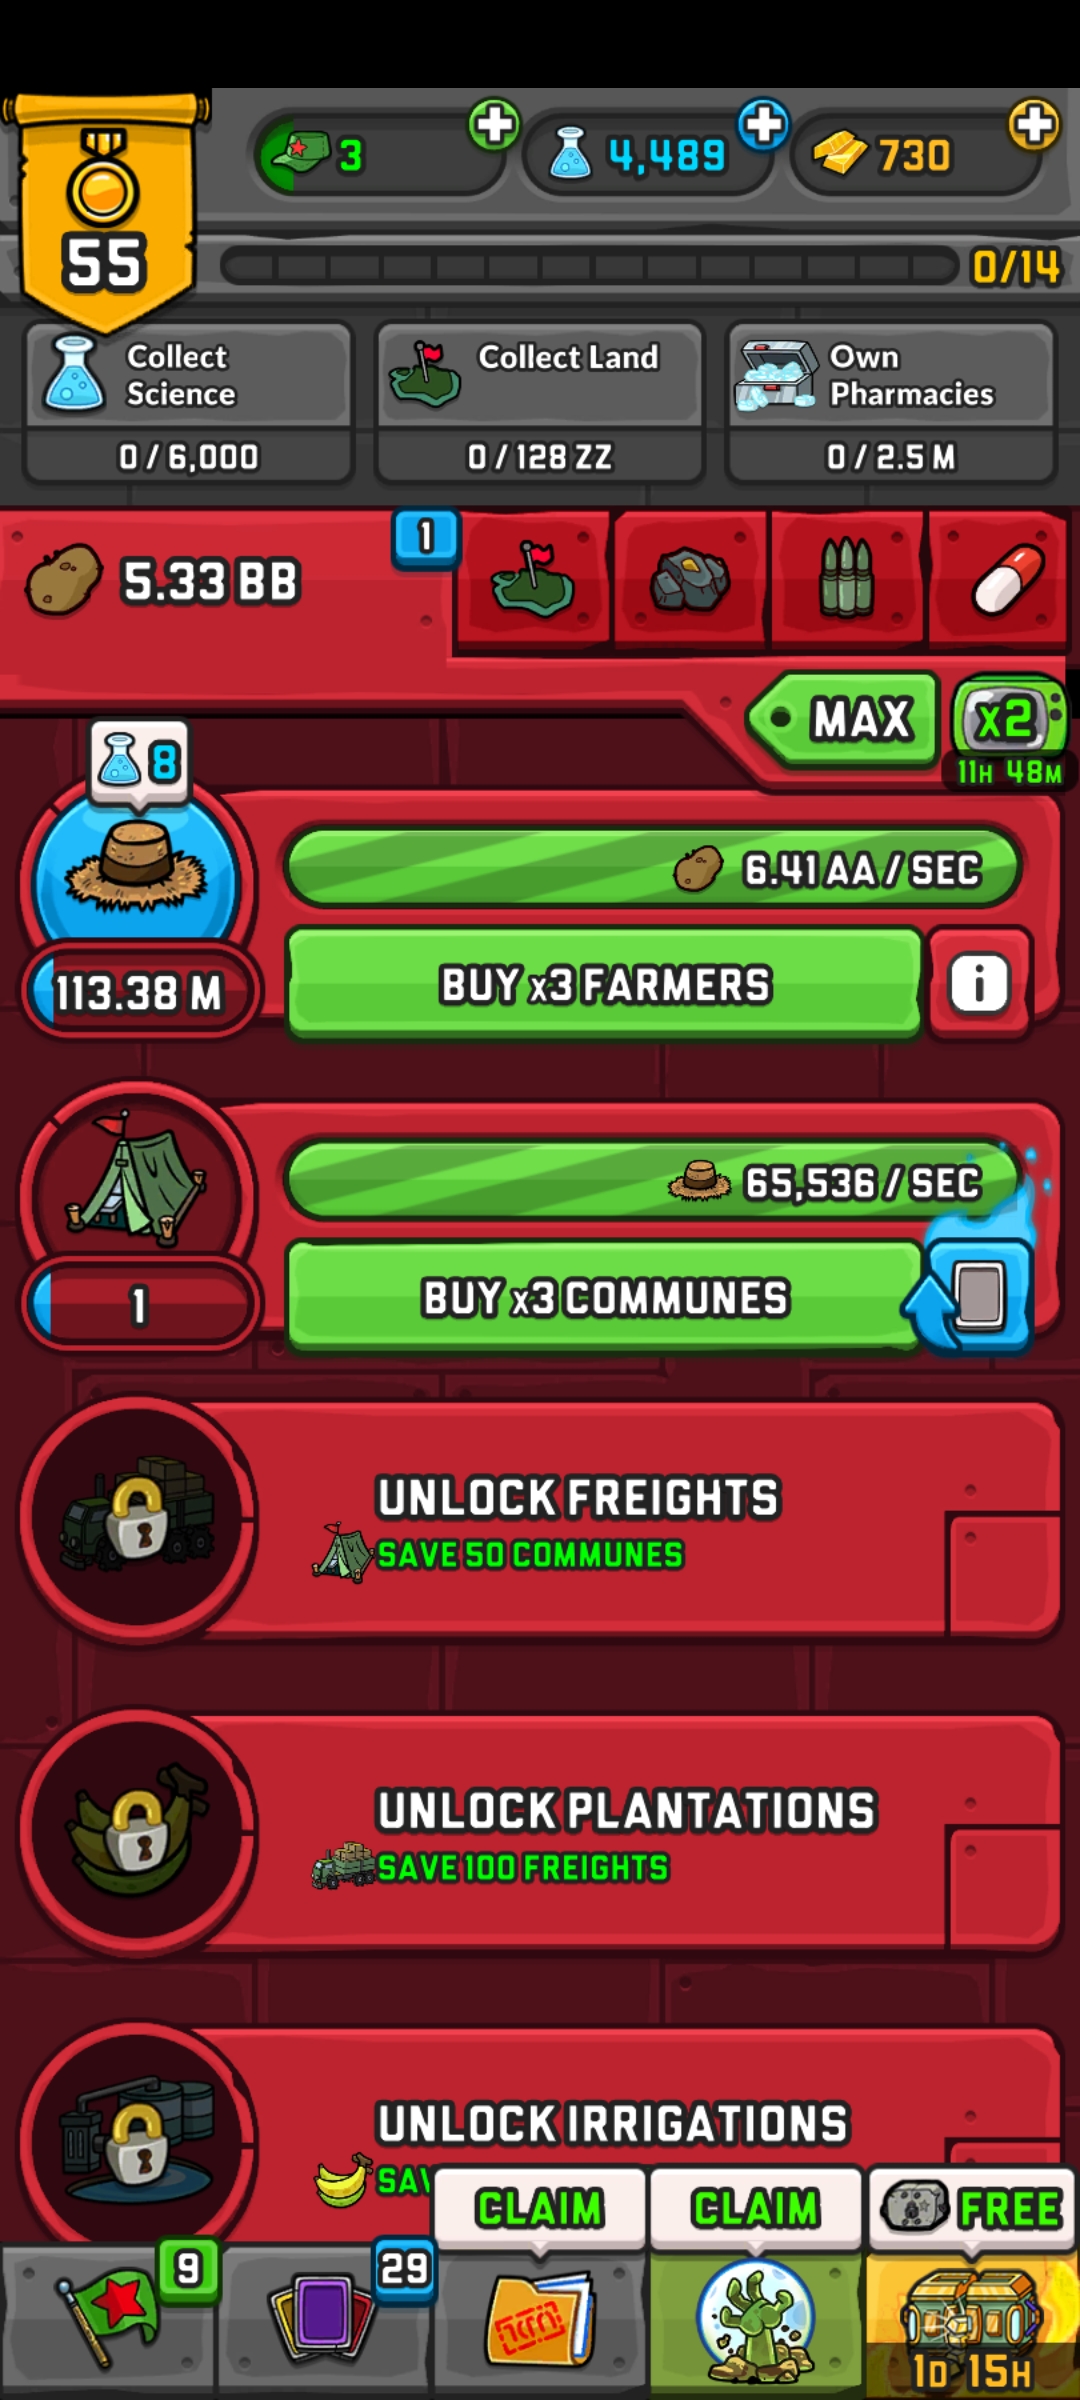 55
3
4,489
730
0/14
Collect Science
0 / 6,000
Collect Land
0 / 128 ZZ
Own Pharmacies
0 / 2.5 M
5.33 BB
1
MAX
x2
11H 48M
8
6.41 AA / SEC
113.38 M
BUY x3 FARMERS
i
65,536 / SEC
1
BUY x3 COMMUNES
UNLOCK FREIGHTS
SAVE 50 COMMUNES
UNLOCK PLANTATIONS
SAVE 100 FREIGHTS
UNLOCK IRRIGATIONS
CLAIM
CLAIM
FREE
9
29
1D 15H